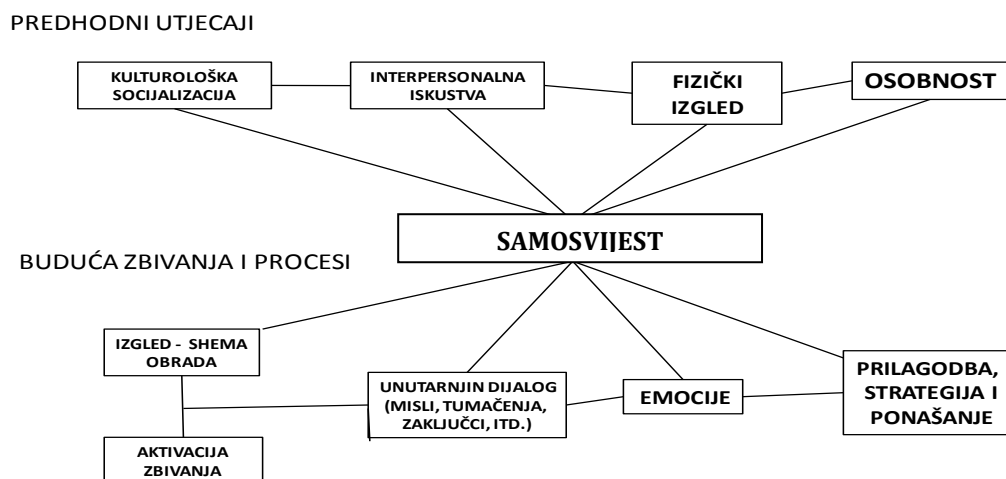 PREDHODNI UTJECAJI
KULTUROLOŠKA
SOCIJALIZACIJA
INTERPERSONALNA
ISKUSTVA
FIZIČKI
IZGLED
OSOBNOST
SAMOSVIJEST
BUDUĆA ZBIVANJA I PROCESI
IZGLED - SHEMA
OBRADA
UNUTARNJIN DIJALOG
(MISLI, TUMAČENJA,
ZAKLJUČCI, ITD.)
EMOCIJE
PRILAGODBA,
STRATEGIJA I
PONAŠANJE
AKTIVACIJA
ZBIVANJA